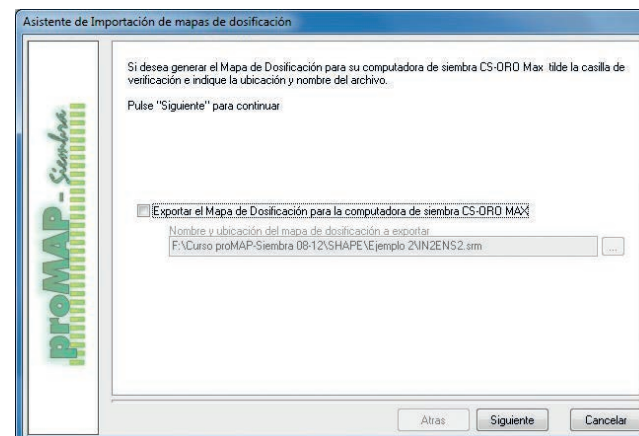 Asistente de Importación de mapas de dosificación
Si desea generar el Mapa de Dosificación para su computadora de siembra CS-ORO Max tilde la casilla de
verificación e indique la ubicación y nombre del archivo.
Pulse "Siguiente" para continuar
proMAP - Siembra
Exportar el Mapa de Dosificación para la computadora de siembra CS-ORO MAX
Nombre y ubicación del mapa de dosificación a exportar
F:\Curso proMAP-Siembra 08-12\SHAPE\Ejemplo 2\IN2ENS2.srm
...
Atras
Siguiente
Cancelar